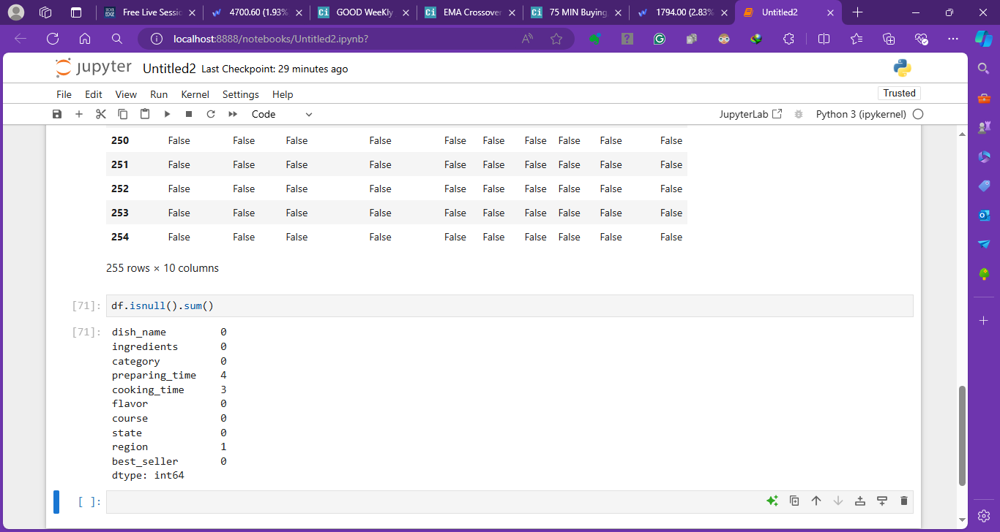 Free Live Sessic
4700.60 (1.93%
Ci GOOD WeeKly
Ci EMA Crossover
Ci 75 MIN Buying,
1794.00 (2.83%
Untitled2
localhost:8888/notebooks/Untitled2.ipynb?
jupyter Untitled2 Last Checkpoint: 29 minutes ago
File Edit View Run Kernel Settings Help
Trusted
Code
JupyterLab
Python 3 (ipykernel)
250 False False False False False False False False False False
251 False False False False False False False False False False
252 False False False False False False False False False False
253 False False False False False False False False False False
254 False False False False False False False False False False
255 rows × 10 columns
[71]: df.isnull().sum()
[71]: dish_name 0
ingredients 0
category 0
preparing_time 4
cooking_time 3
flavor 0
course 0
state 0
region 1
best_seller 0
dtype: int64
[ ]: